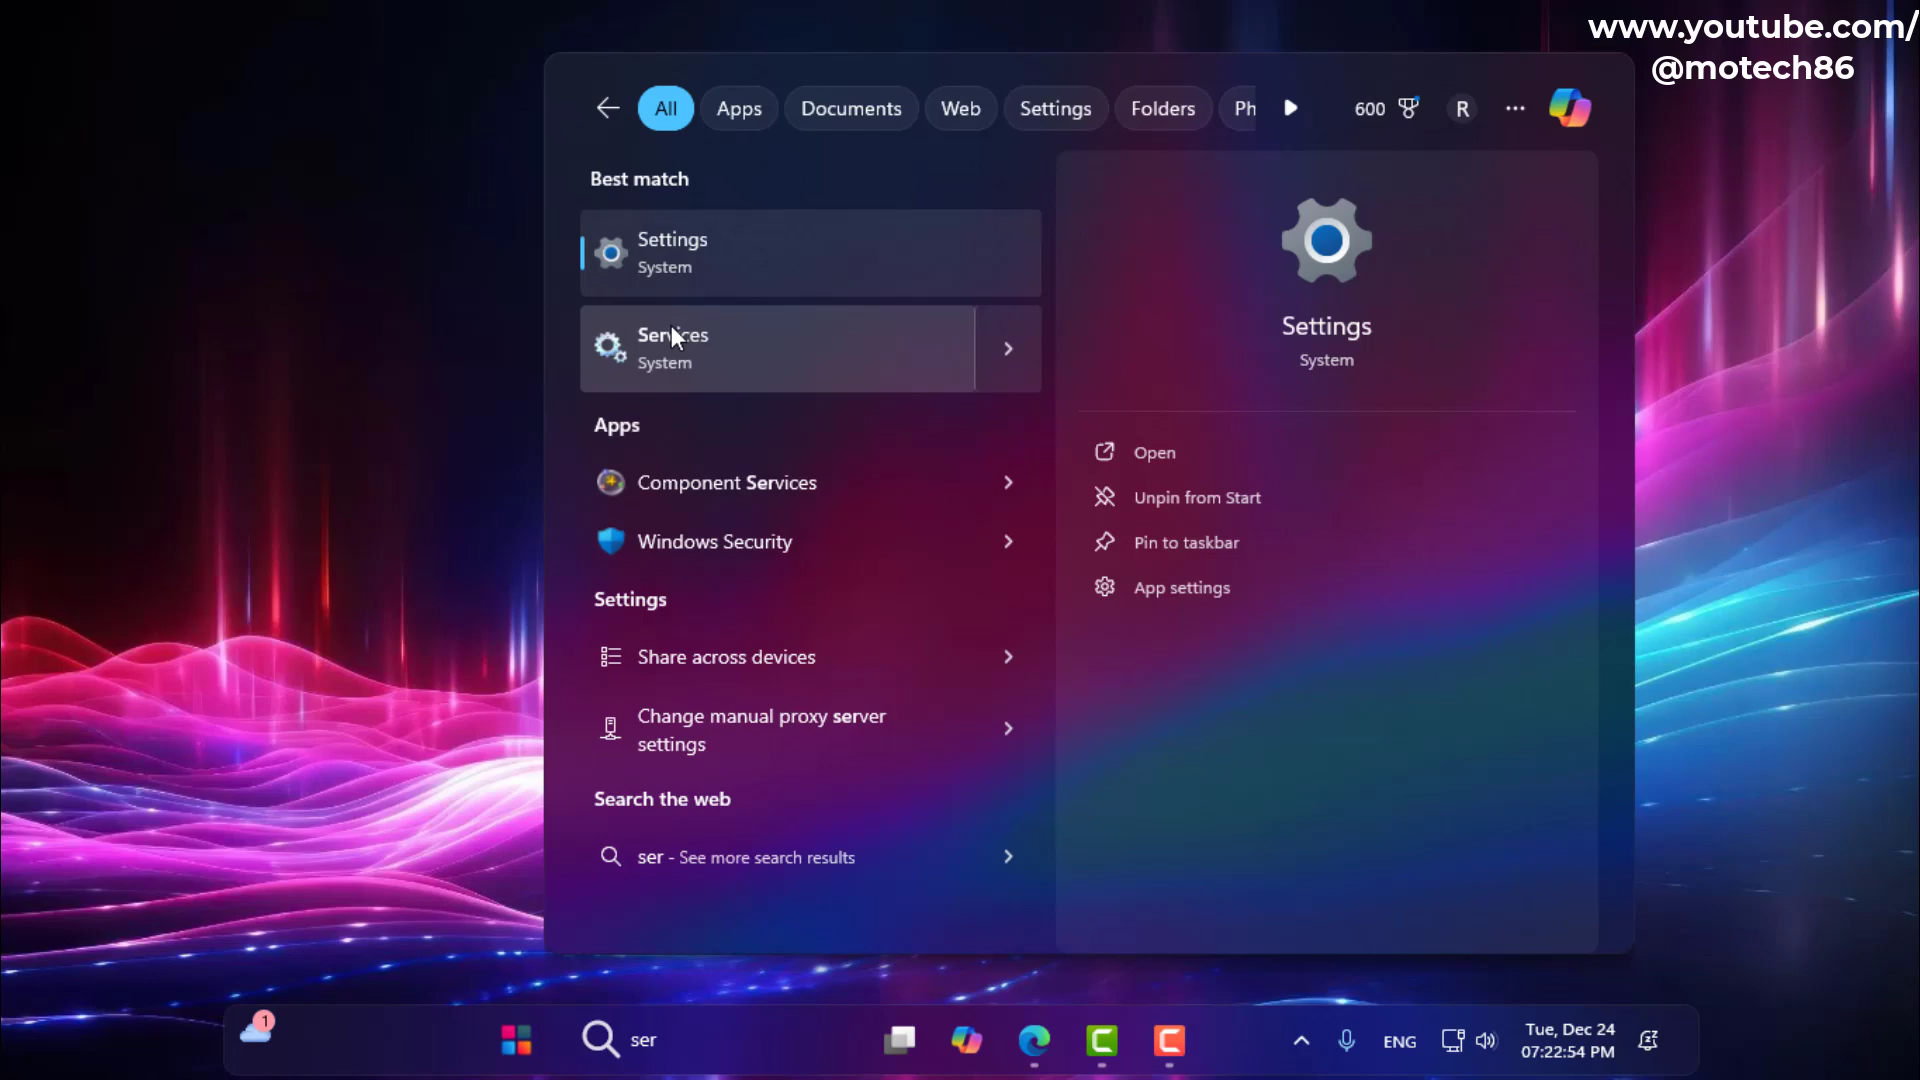 www.youtube.com/
@motech86
All
Apps
Documents
Web
Settings
Folders
Ph
600
R
Best match
Settings
System
Services
System
Apps
Component Services
Windows Security
Settings
Share across devices
Change manual proxy server
settings
Search the web
ser - See more search results
Settings
System
Open
Unpin from Start
Pin to taskbar
App settings
1
ser
ENG
Tue, Dec 24
07:22:54 PM